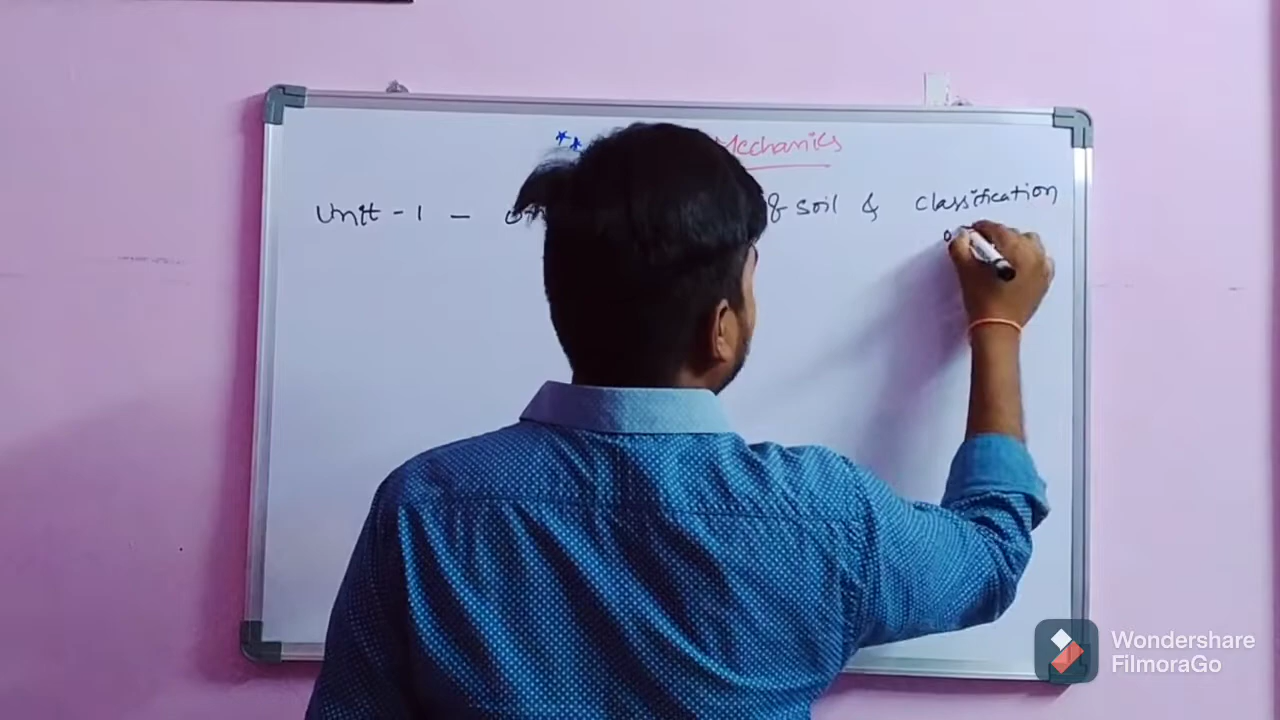 Mechanics
Unit - 1 - of soil & Classification
Wondershare
FilmoraGo